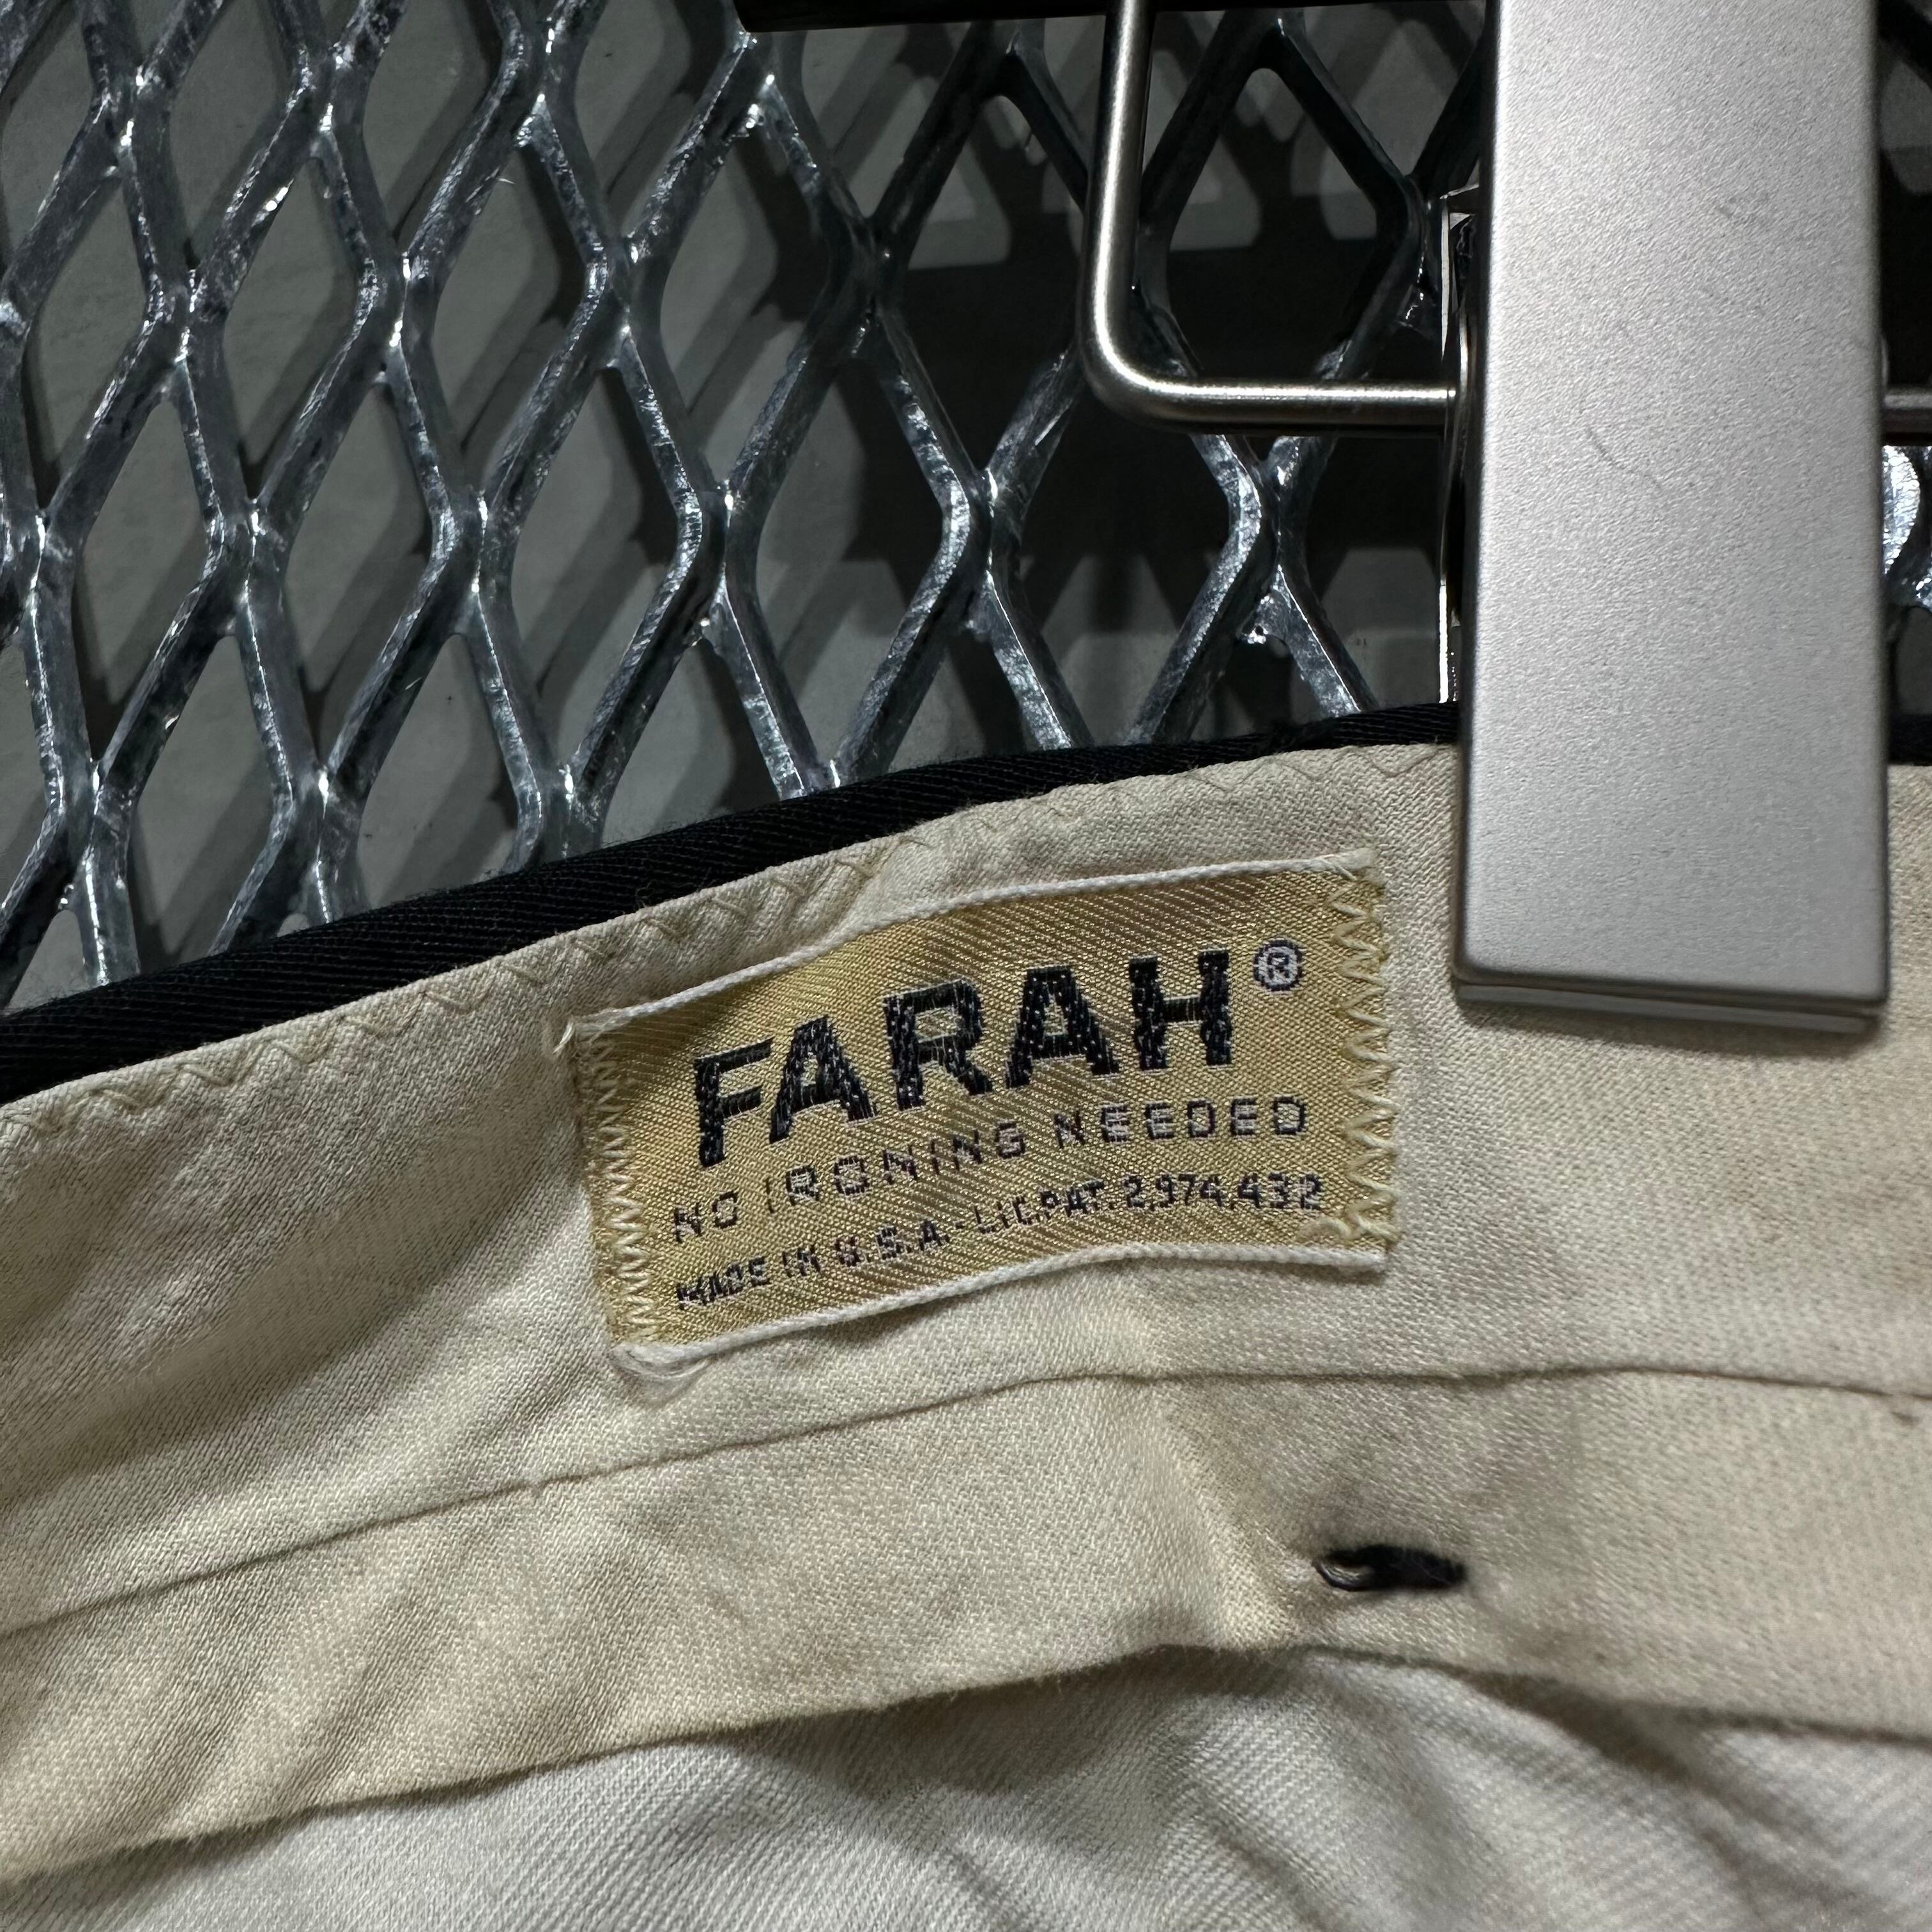 FARAH®
NO IRONING NEEDED
MADE IN U.S.A. - LIC.PAT. 2,974,432